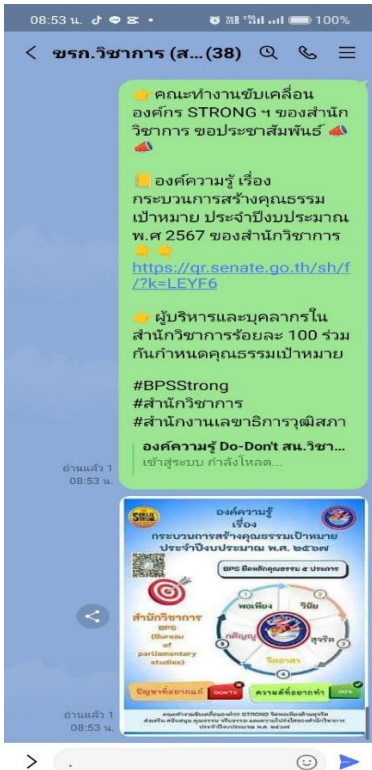 08:53 น.
100%
ขรก.วิชาการ (ส...(38)
👉 คณะทำงานขับเคลื่อน
องค์กร STRONG ฯ ของสำนัก
วิชาการ ขอประชาสัมพันธ์ 📣
📣
📒 องค์ความรู้ เรื่อง
กระบวนการสร้างคุณธรรม
เป้าหมาย ประจำปีงบประมาณ
พ.ศ 2567 ของสำนักวิชาการ
👇👇
https://qr.senate.go.th/sh/f
/?k=LEYF6
👉 ผู้บริหารและบุคลากรใน
สำนักวิชาการร้อยละ 100 ร่วม
กันกำหนดคุณธรรมเป้าหมาย
#BPSStrong
#สำนักวิชาการ
#สำนักงานเลขาธิการวุฒิสภา
องค์ความรู้ Do-Don't สน.วิชา...
เข้าสู่ระบบ กำลังโหลด...
อ่านแล้ว 1
08:53 น.
องค์ความรู้
เรื่อง
กระบวนการสร้างคุณธรรมเป้าหมาย
ประจำปีงบประมาณ พ.ศ. ๒๕๖๗
BPS ยึดหลักคุณธรรม ๕ ประการ
พอเพียง
วินัย
สุจริต
จิตอาสา
กตัญญู
สำนักวิชาการ
BPS
(Bureau
of
parliamentary
studies)
ปัญหาที่อยากแก้
DON'TS
ความดีที่อยากทำ
DO'S
อ่านแล้ว 1
08:53 น.